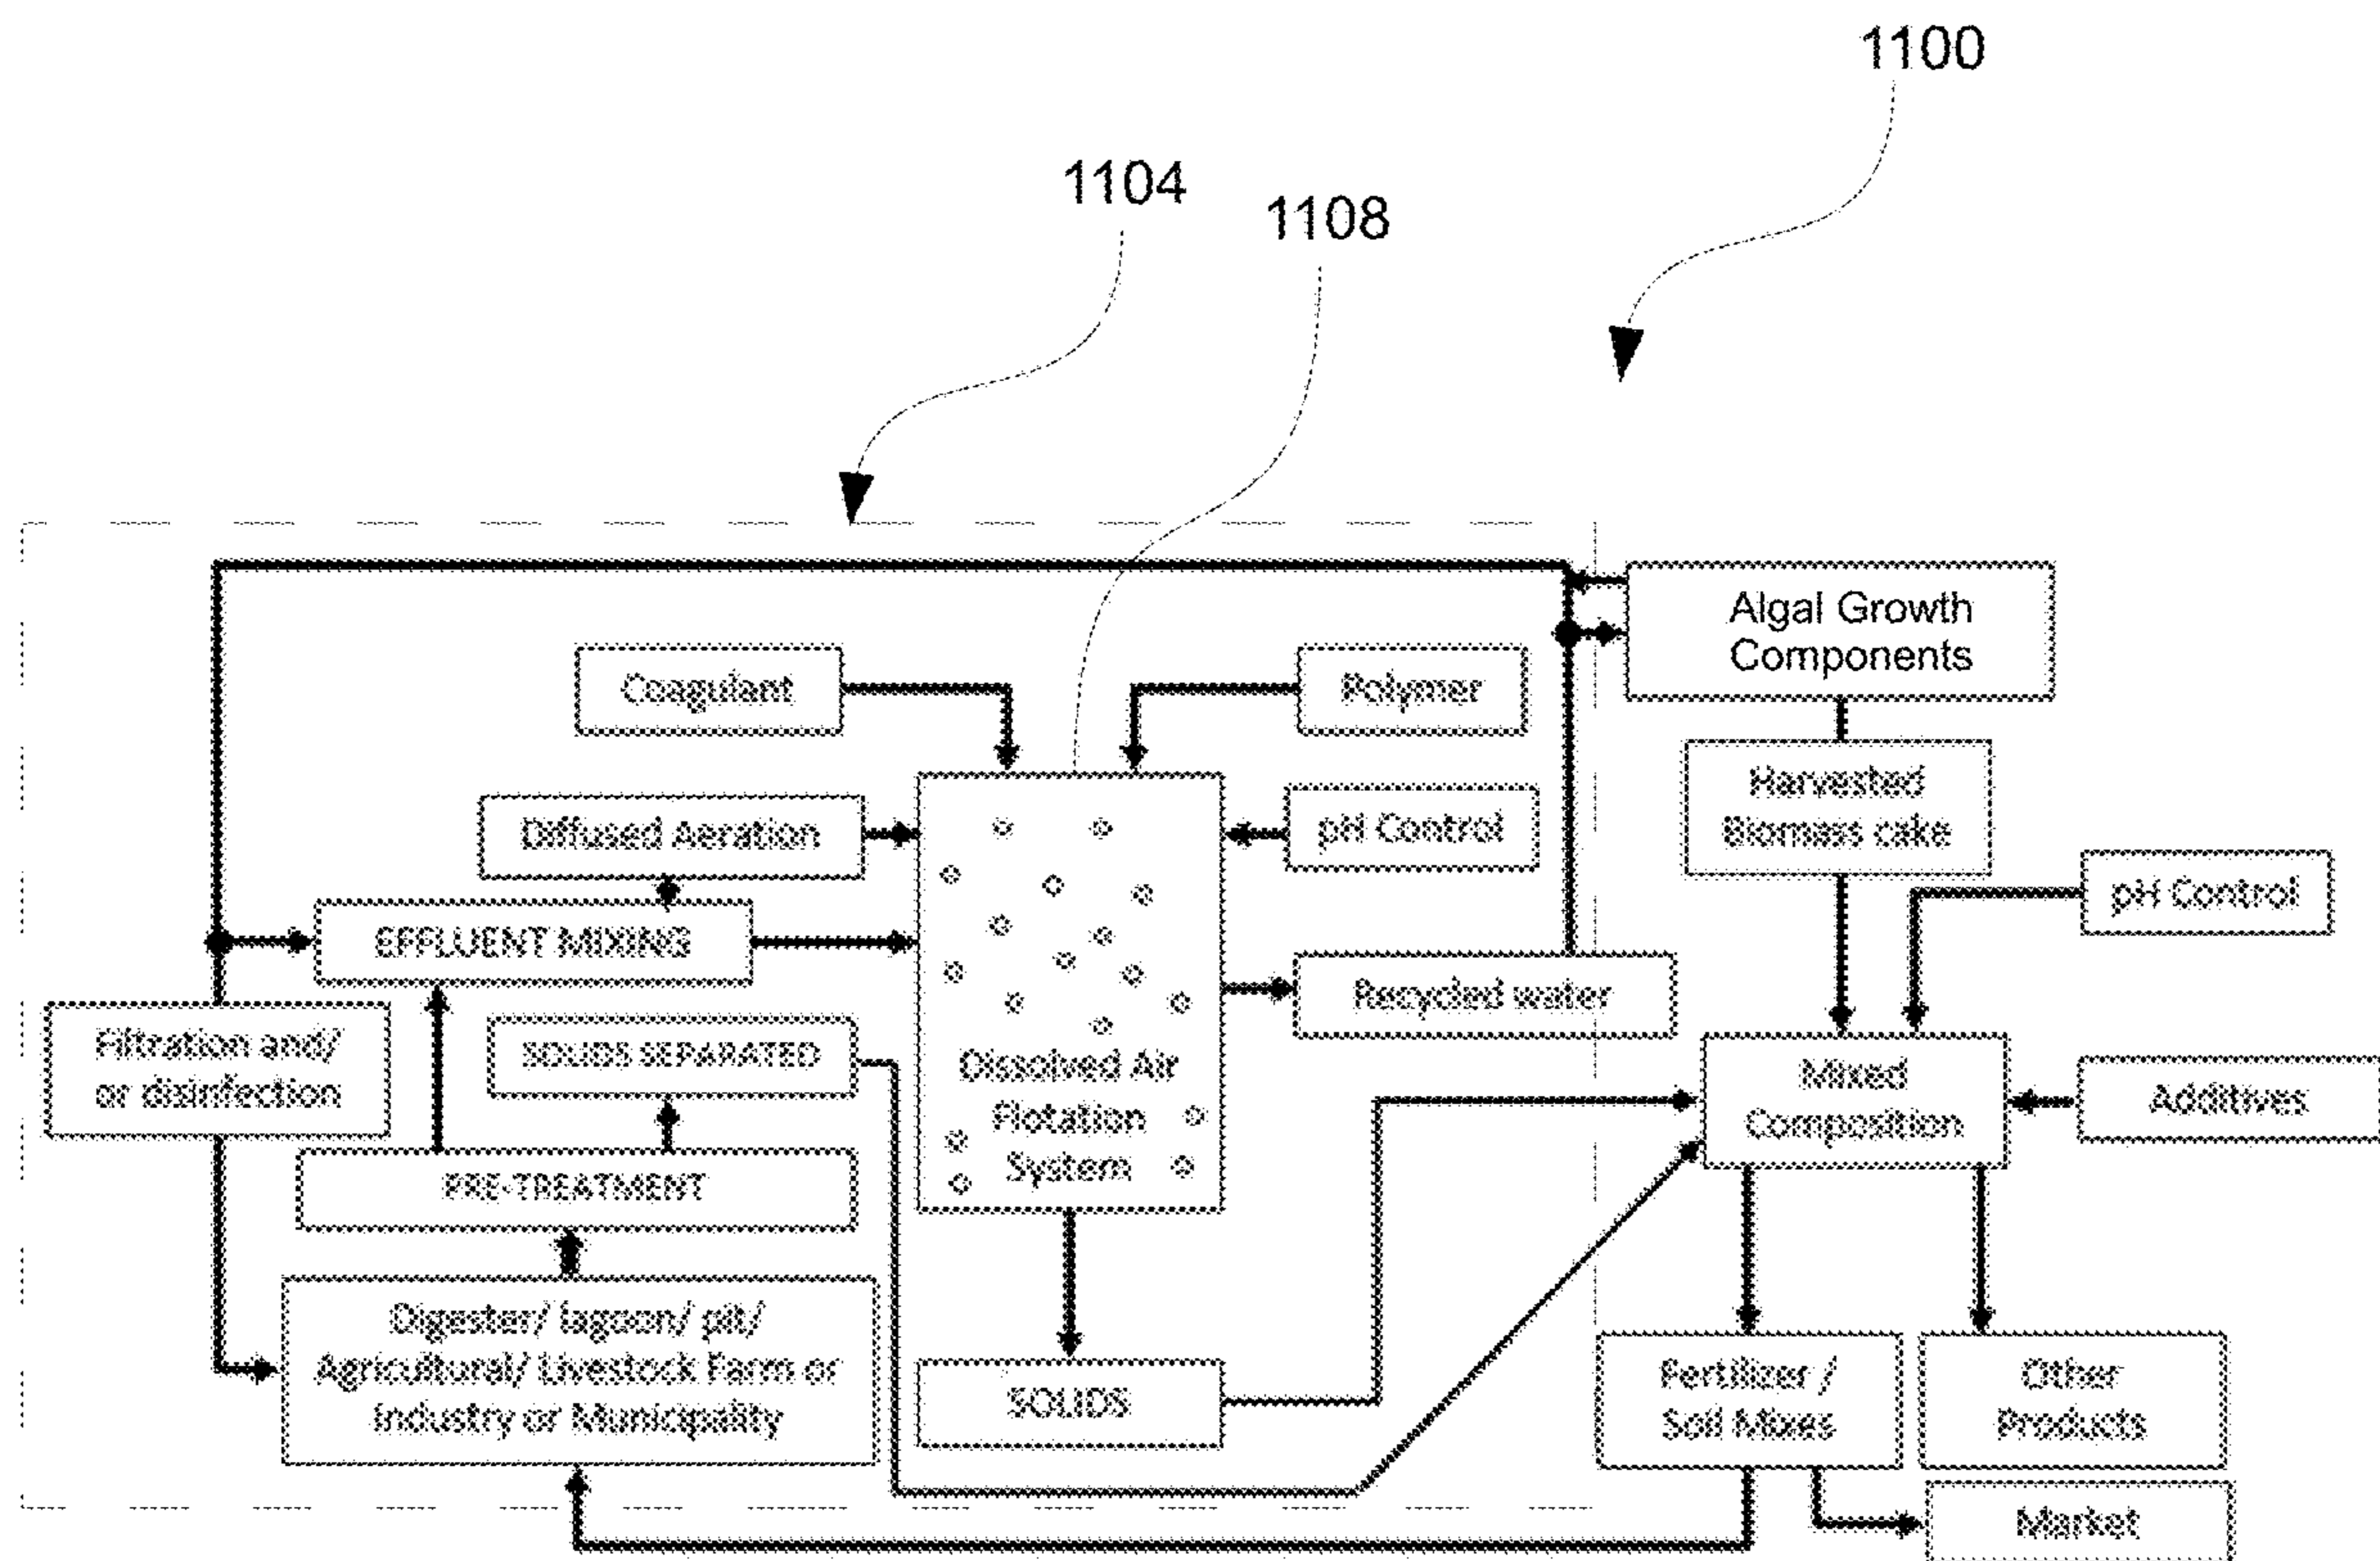 1100
1104
1108
Algal Growth
Components
Coagulant
Polymer
Harvested
Biomass cake
Diffused Aeration
pH Control
pH Control
EFFLUENT MIXING
Recycled water
Filtration and/
or disinfection
SOLIDS SEPARATED
Dissolved Air
Flotation
System
Mixed
Composition
Additives
PRE-TREATMENT
Digester/ lagoon/ pit/
Agricultural/ Livestock Farm or
Industry or Municipality
SOLIDS
Fertilizer /
Soil Mixes
Other
Products
Market